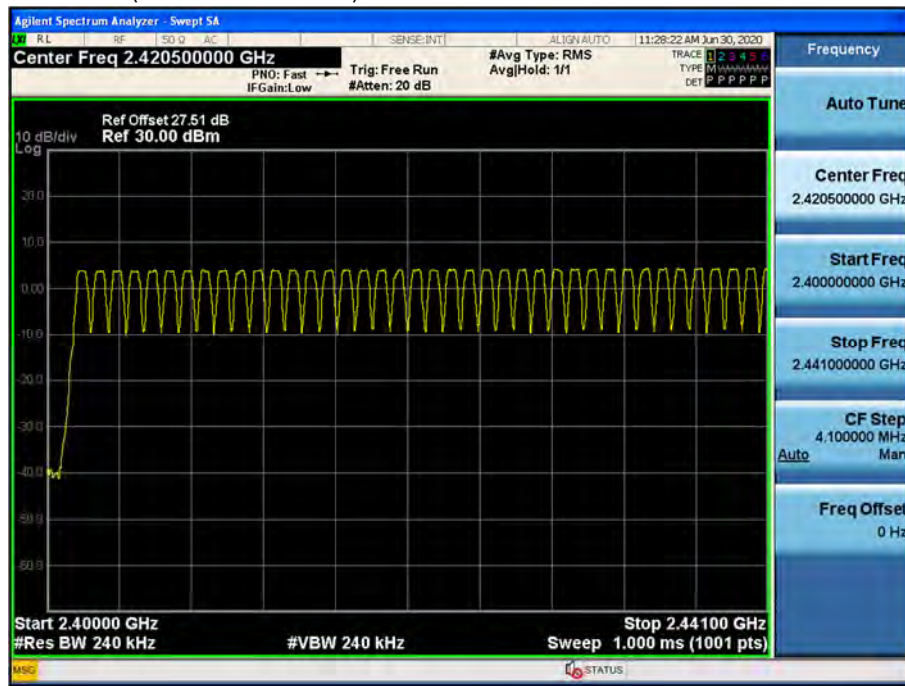 Agilent Spectrum Analyzer - Swept SA
LXI RL RF 50 Ω AC SENSE:INT ALIGN AUTO 11:28:22 AM Jun 30, 2020
Center Freq 2.420500000 GHz
PNO: Fast
IFGain:Low
Trig: Free Run
#Atten: 20 dB
#Avg Type: RMS
Avg|Hold: 1/1
TRACE 1 2 3 4 5 6
TYPE M WWWWW
DET P P P P P P
Ref Offset 27.51 dB
10 dB/div Ref 30.00 dBm
Log
20.0
10.0
0.00
-10.0
-20.0
-30.0
-40.0
-50.0
-60.0
Start 2.40000 GHz Stop 2.44100 GHz
#Res BW 240 kHz #VBW 240 kHz Sweep 1.000 ms (1001 pts)
MSG STATUS
Frequency
Auto Tune
Center Freq
2.420500000 GHz
Start Freq
2.400000000 GHz
Stop Freq
2.441000000 GHz
CF Step
4.100000 MHz
Auto Man
Freq Offset
0 Hz